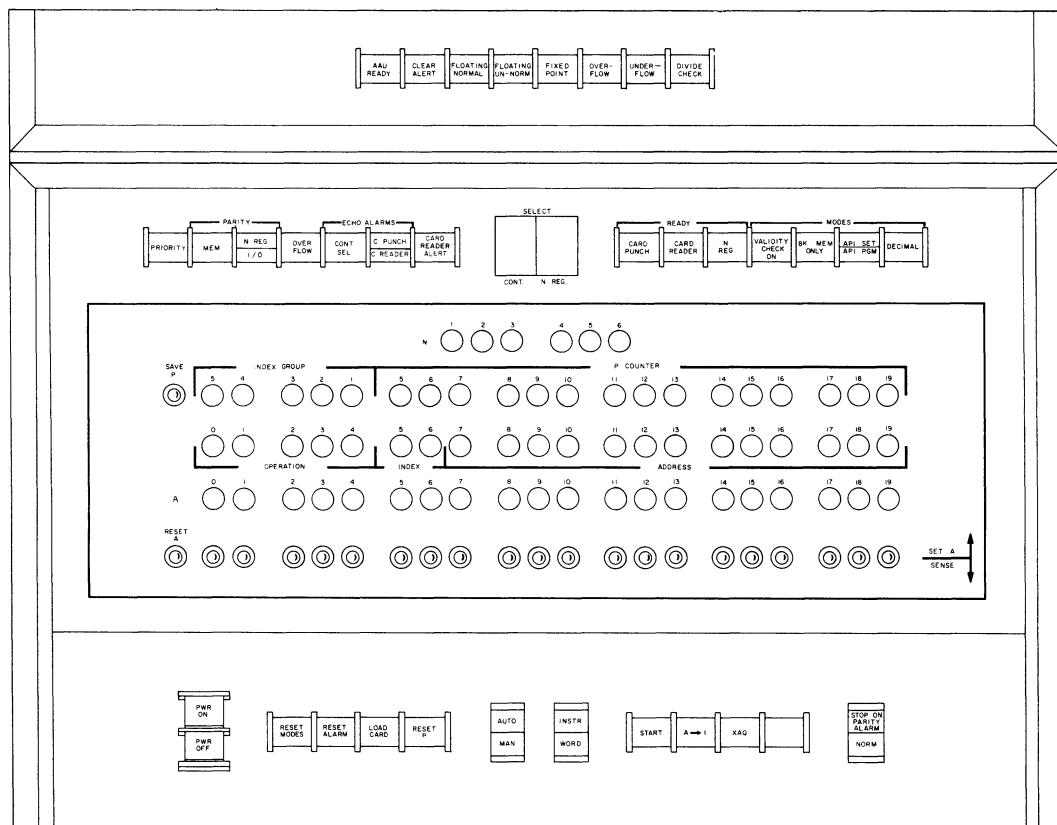 AAU READY CLEAR ALERT FLOATING NORMAL FLOATING UN-NORM FIXED POINT OVER-FLOW UNDER-FLOW DIVIDE CHECK
PARITY ECHO ALARMS SELECT READY MODES
PRIORITY MEM N REG I/O OVER FLOW CONT SEL C PUNCH C READER CARD READER ALERT
CARD PUNCH CARD READER N REG VALIDITY CHECK ON 8K MEM ONLY API SET API PGM DECIMAL
CONT. N REG.
1 2 3 4 5 6
N
SAVE P INDEX GROUP P COUNTER
5 4 3 2 1 5 6 7 8 9 10 11 12 13 14 15 16 17 18 19
0 1 2 3 4 5 6 7 8 9 10 11 12 13 14 15 16 17 18 19
OPERATION INDEX ADDRESS
0 1 2 3 4 5 6 7 8 9 10 11 12 13 14 15 16 17 18 19
A
RESET A
SET A
SENSE
PWR ON
PWR OFF
RESET MODES RESET ALARM LOAD CARD RESET P
AUTO
MAN
INSTR
WORD
START A→I XAQ
STOP ON PARITY ALARM
NORM